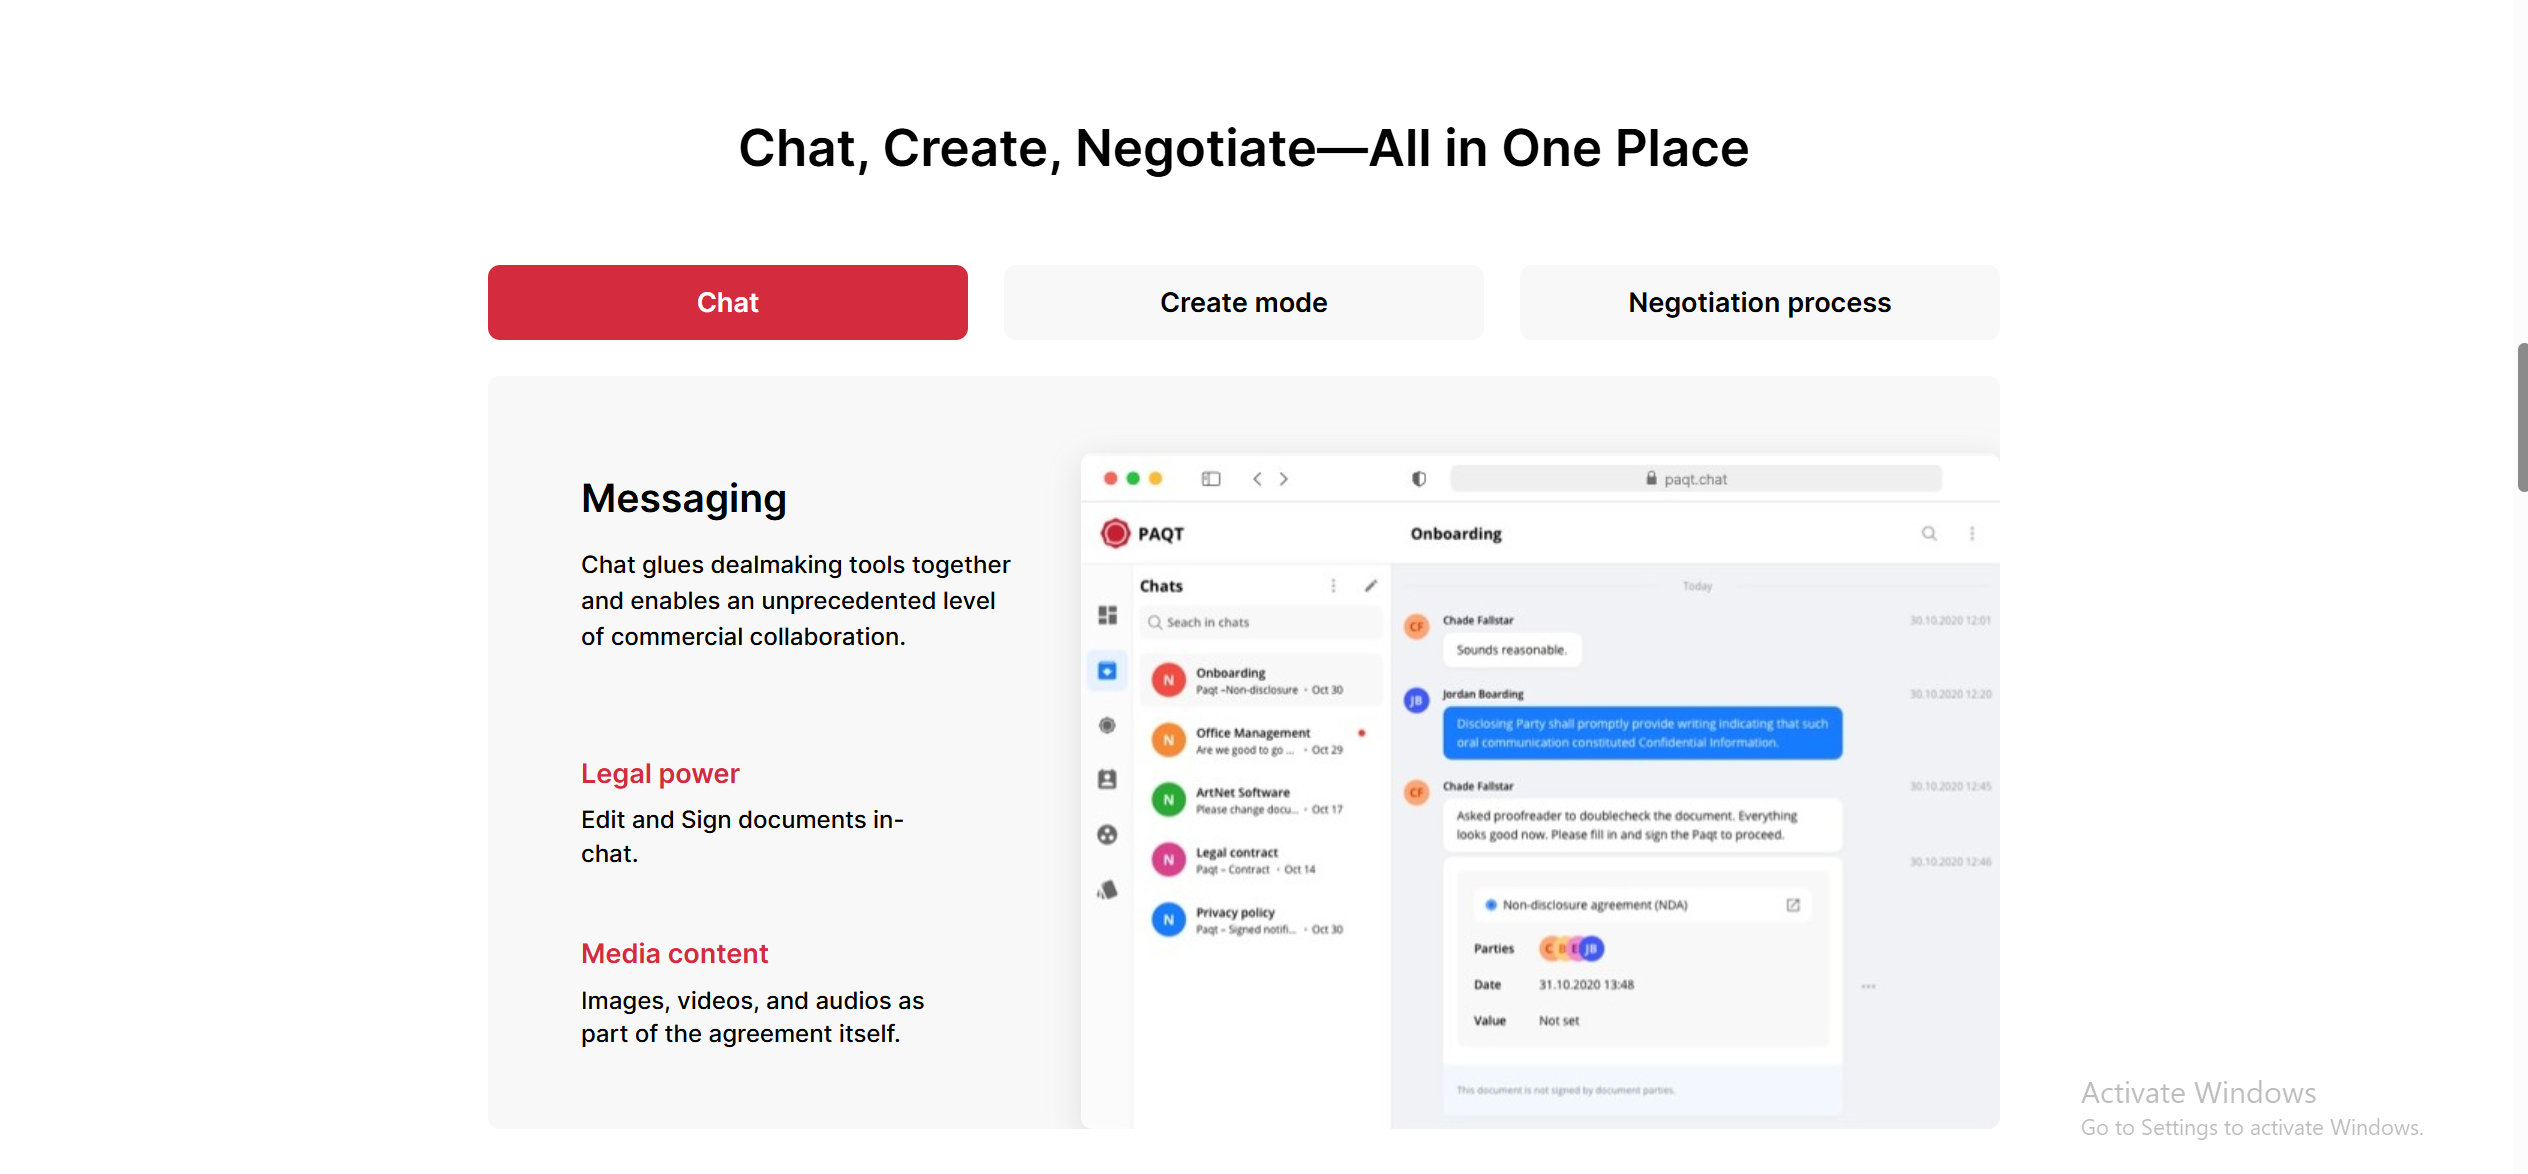 Chat, Create, Negotiate—All in One Place
Chat
Create mode
Negotiation process
Messaging
Chat glues dealmaking tools together
and enables an unprecedented level
of commercial collaboration.
Legal power
Edit and Sign documents in-
chat.
Media content
Images, videos, and audios as
part of the agreement itself.
paqt.chat
PAQT
Onboarding
Chats
Seach in chats
N
Onboarding
Paqt –Non-disclosure • Oct 30
N
Office Management
Are we good to go ... • Oct 29
N
ArtNet Software
Please change docu... • Oct 17
N
Legal contract
Paqt – Contract • Oct 14
N
Privacy policy
Paqt – Signed notifi... • Oct 30
Today
CF
Chade Fallstar
30.10.2020 12:01
Sounds reasonable.
JB
Jordan Boarding
30.10.2020 12:20
Disclosing Party shall promptly provide writing indicating that such
oral communication constituted Confidential Information.
CF
Chade Fallstar
30.10.2020 12:45
Asked proofreader to doublecheck the document. Everything
looks good now. Please fill in and sign the Paqt to proceed.
30.10.2020 12:46
Non-disclosure agreement (NDA)
Parties C B E JB
Date 31.10.2020 13:48
Value Not set
This document is not signed by document parties.
Activate Windows
Go to Settings to activate Windows.